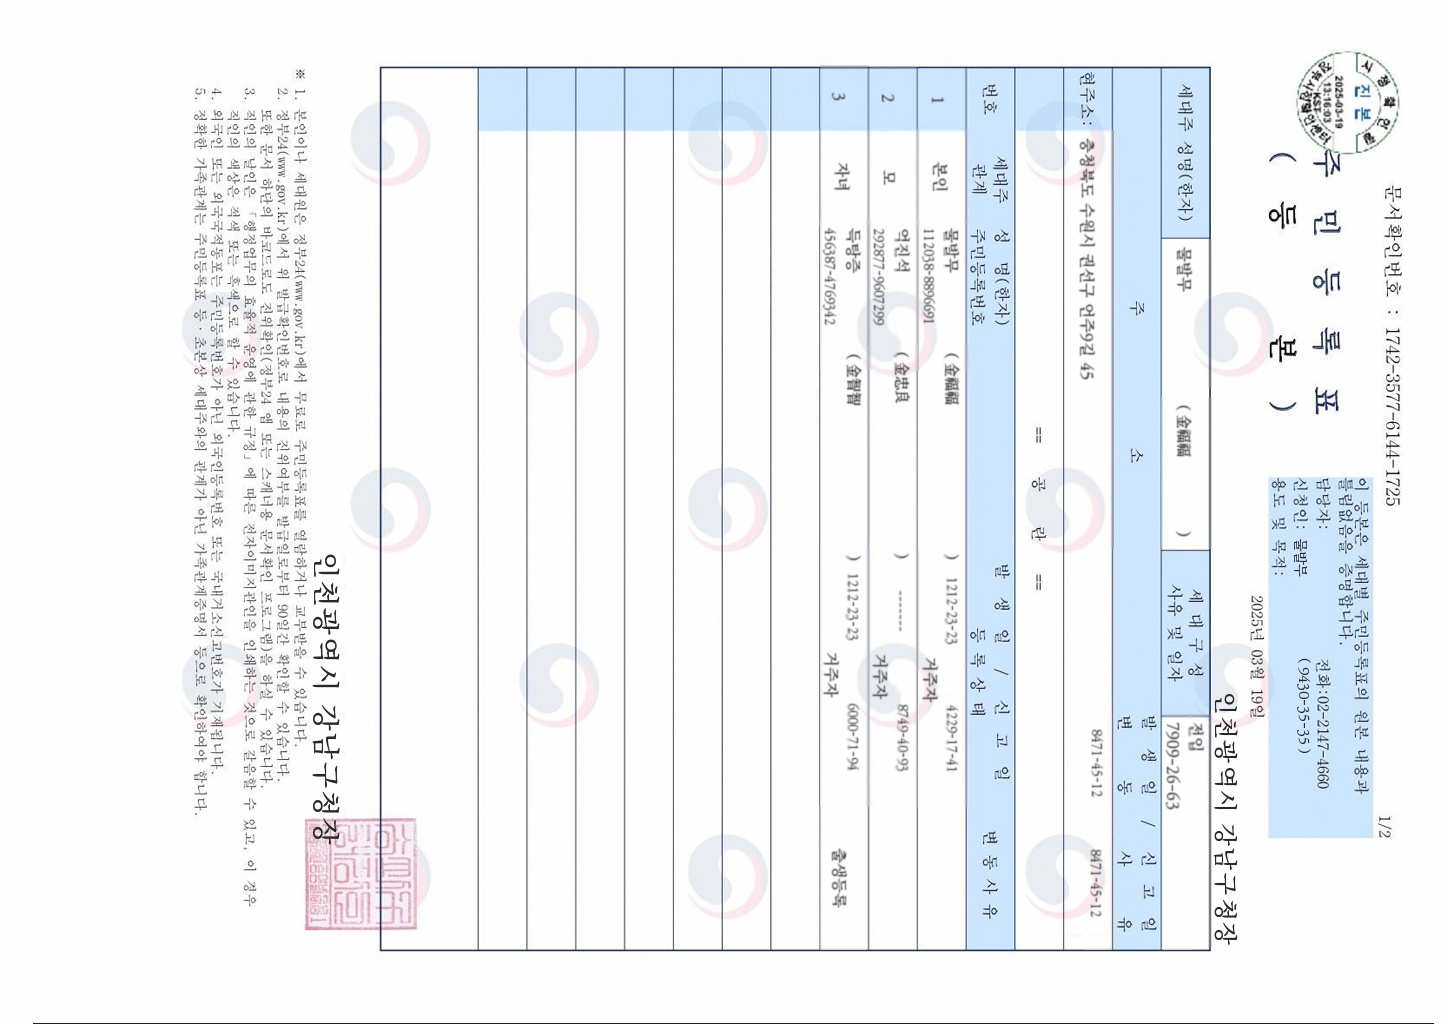 문서확인번호 : 1742-3577-6144-1725
1/2
시 점 확 인 필
진 본
2025-03-19
13:16:03
KST
주 민 등 록 표
( 등 본 )
이 등본은 세대별 주민등록표의 원본 내용과
틀림없음을 증명합니다.
담당자: 전화:02-2147-4660
신청인: 물발부 (9430-35-35)
용도 및 목적:
2025년 03월 19일
인천광역시 강남구청장
세대주 성명(한자) 물발무 (金福福 ) 세 대 구 성 사유 및 일자 전입
7909-26-63
주 소 발 생 일 / 신 고 일
변 동 사 유
현주소: 충청북도 수원시 권선구 언주9길 45 8471-45-12 8471-45-12
== 공 란 ==
번호 세대주 관계 성 명(한자) 주민등록번호 발 생 일 / 신 고 일 등 록 상 태 변 동 사 유
1 본인 물발무 (金福福 ) 1212-23-23 4229-17-41
112038-8896691 거주자
2 모 억진석 (金忠良 ) ------- 8749-40-93
292877-9607299 거주자
3 자녀 득탕증 (金智智 ) 1212-23-23 6000-71-94 출생등록
456387-4769342 거주자
인천광역시 강남구청장
※ 1. 본인이나 세대원은 정부24(www.gov.kr)에서 무료로 주민등록표를 열람하거나 교부받을 수 있습니다.
2. 정부24(www.gov.kr)에서 위 발급확인번호로 내용의 진위여부를 발급일로부터 90일간 확인할 수 있습니다.
또한 문서 하단의 바코드로도 진위확인(정부24 앱 또는 스캐너용 문서확인 프로그램)을 하실 수 있습니다.
3. 직인의 날인은 「행정업무의 효율적 운영에 관한 규정」에 따른 전자이미지관인을 인쇄하는 것으로 갈음할 수 있고, 이 경우
직인의 색상은 적색 또는 흑색으로 할 수 있습니다.
4. 외국인 또는 외국국적동포는 주민등록번호가 아닌 외국인등록번호 또는 국내거소신고번호가 기재됩니다.
5. 정확한 가족관계는 주민등록표 등·초본상 세대주와의 관계가 아닌 가족관계증명서 등으로 확인하여야 합니다.